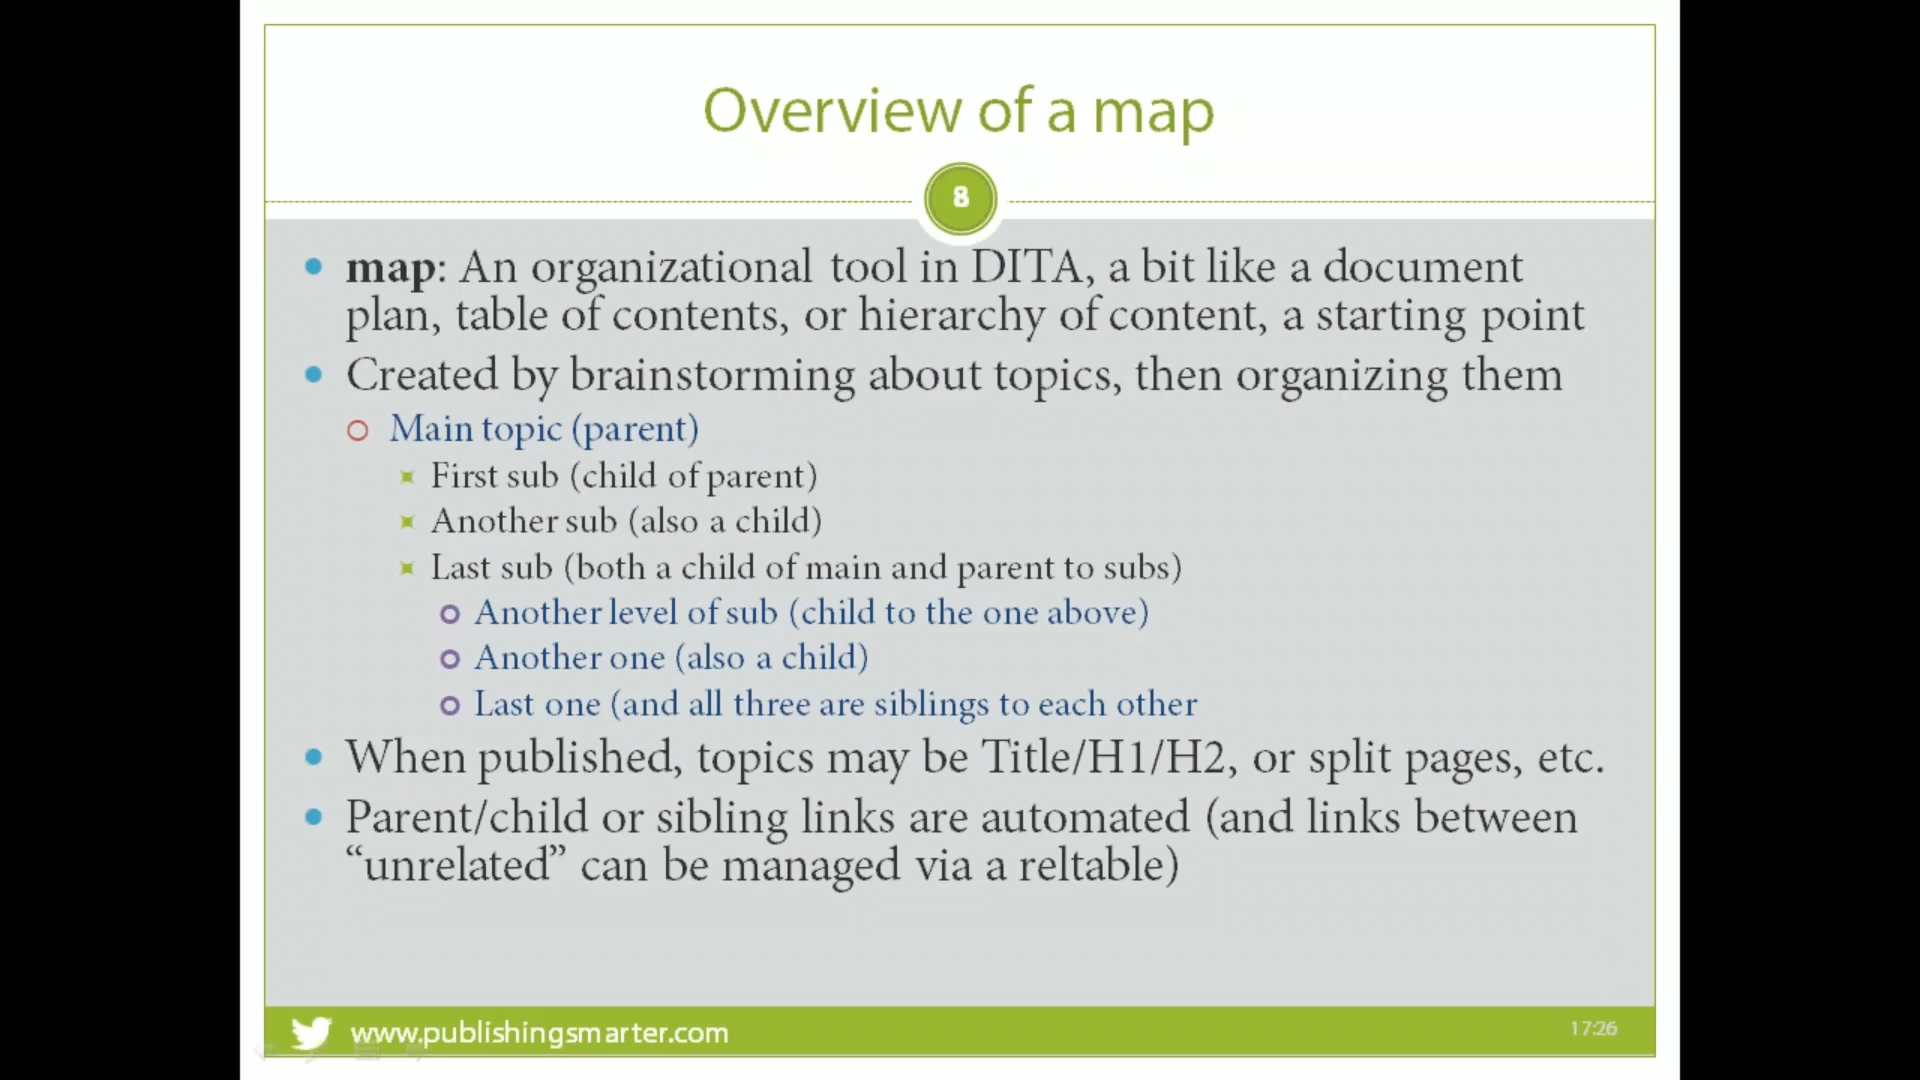 Overview of a map
8
map: An organizational tool in DITA, a bit like a document
plan, table of contents, or hierarchy of content, a starting point
Created by brainstorming about topics, then organizing them
Main topic (parent)
First sub (child of parent)
Another sub (also a child)
Last sub (both a child of main and parent to subs)
Another level of sub (child to the one above)
Another one (also a child)
Last one (and all three are siblings to each other
When published, topics may be Title/H1/H2, or split pages, etc.
Parent/child or sibling links are automated (and links between
“unrelated” can be managed via a reltable)
www.publishingsmarter.com
17:26